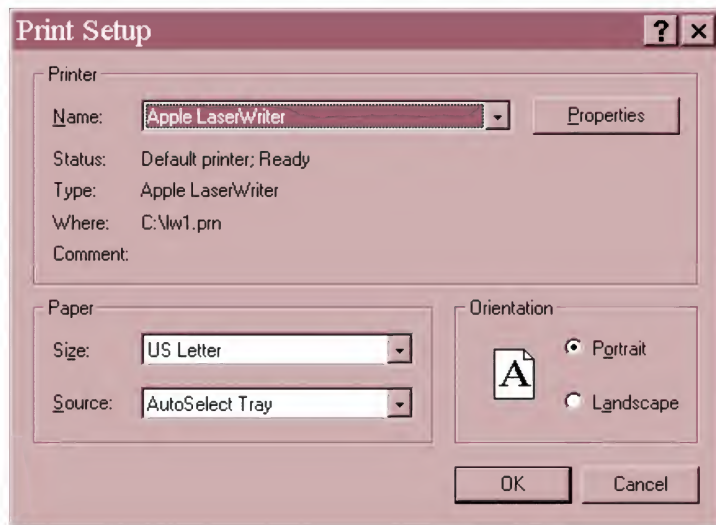 Print Setup
? ×
Printer
Name: Apple LaserWriter Properties
Status: Default printer; Ready
Type: Apple LaserWriter
Where: C:\lw1.prn
Comment:
Paper
Size: US Letter
Source: AutoSelect Tray
Orientation
A
Portrait
Landscape
OK Cancel